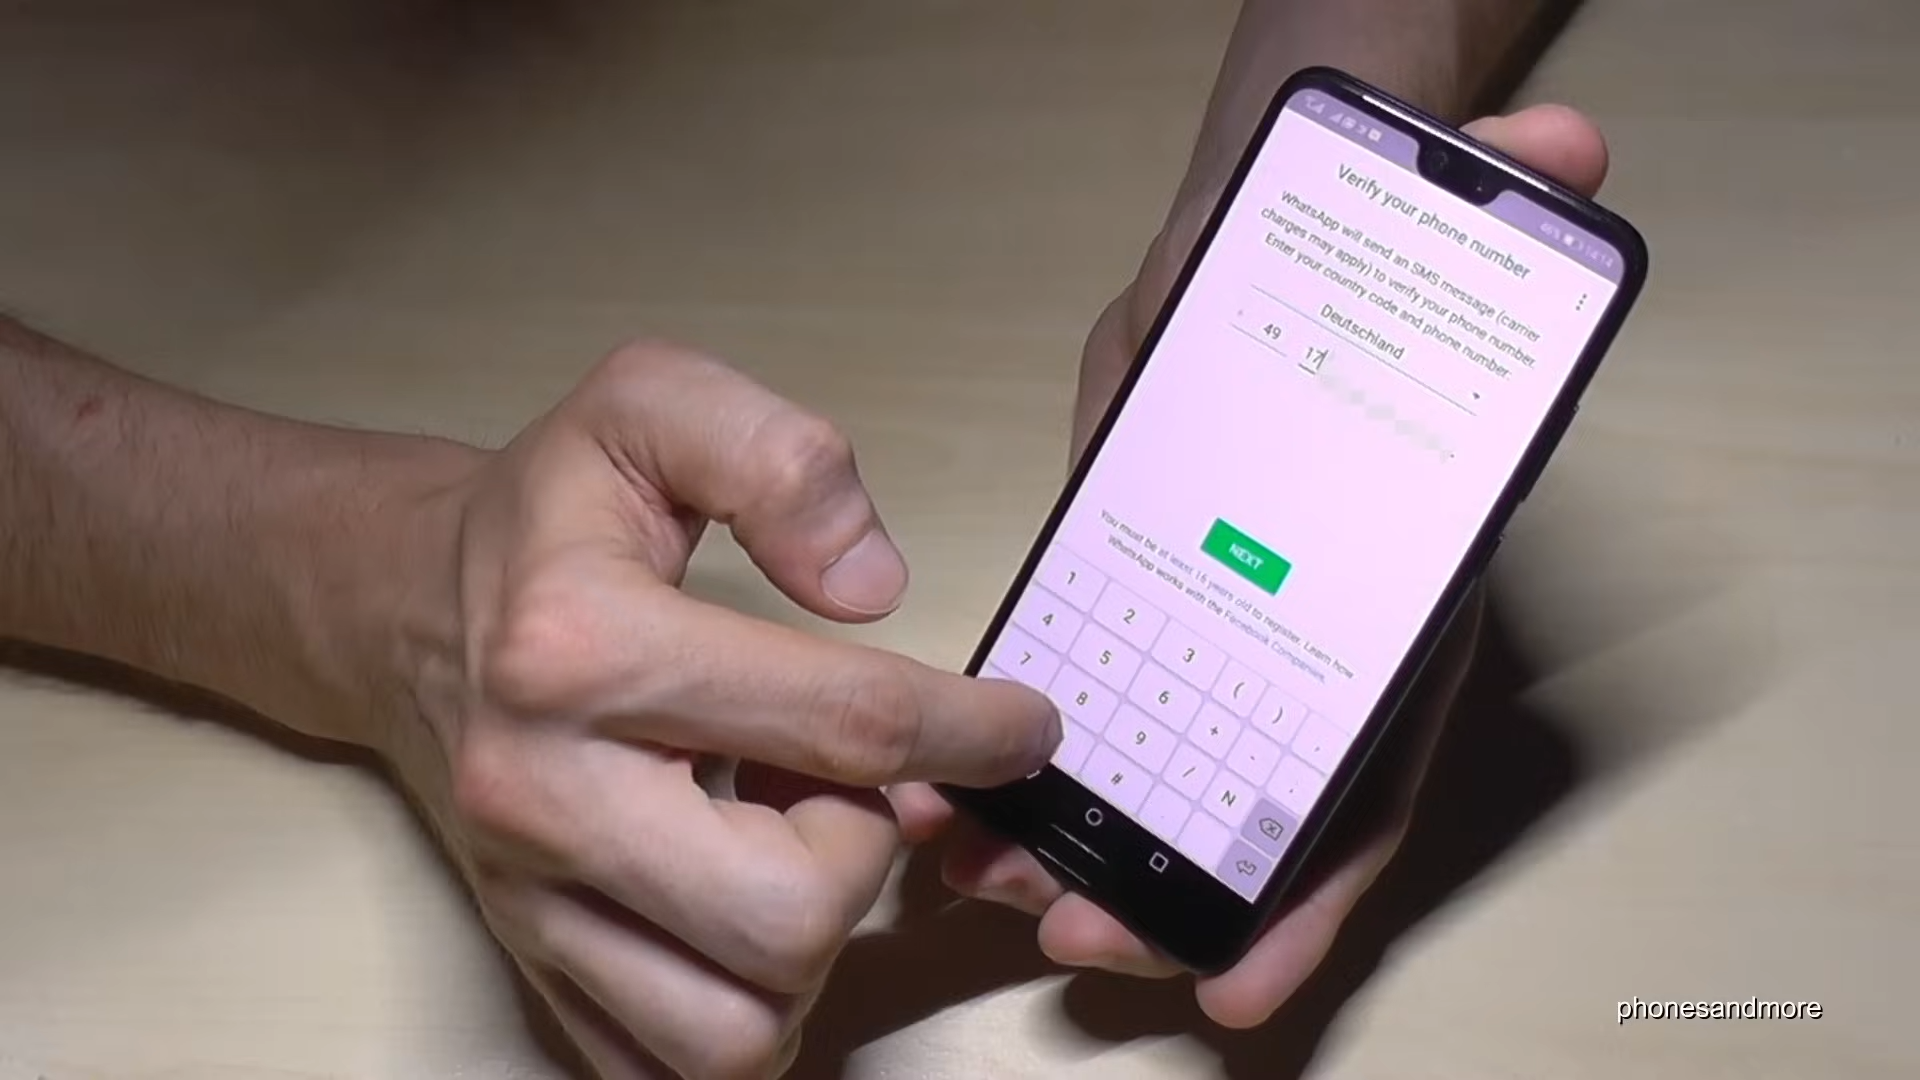 46% 14:14
Verify your phone number
WhatsApp will send an SMS message (carrier
charges may apply) to verify your phone number.
Enter your country code and phone number:
Deutschland
+ 49 17
NEXT
You must be at least 16 years old to register. Learn how
WhatsApp works with the Facebook Companies.
1 2 3 ( ) ,
4 5 6 + - .
7 8 9 / N
#
phonesandmore